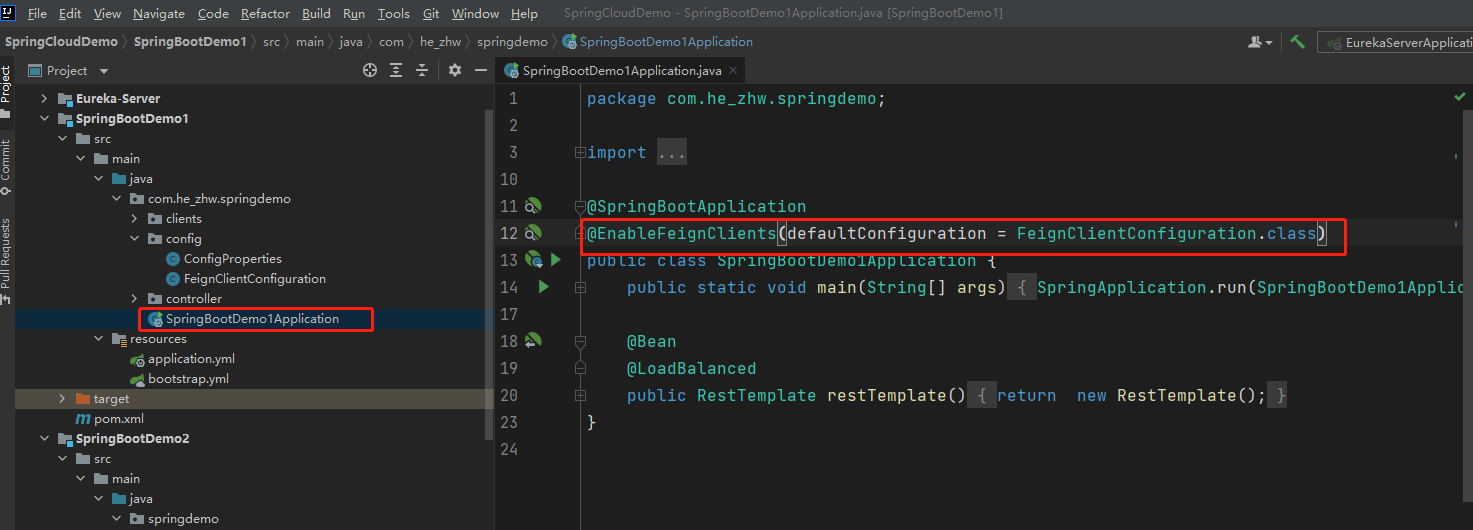 IJ File Edit View Navigate Code Refactor Build Run Tools Git Window Help SpringCloudDemo - SpringBootDemo1Application.java [SpringBootDemo1]
SpringCloudDemo SpringBootDemo1 src main java com he_zhw springdemo SpringBootDemo1Application EurekaServerApplicati
Project
Commit
Pull Requests
Project
Eureka-Server
SpringBootDemo1
src
main
java
com.he_zhw.springdemo
clients
config
ConfigProperties
FeignClientConfiguration
controller
SpringBootDemo1Application
resources
application.yml
bootstrap.yml
target
pom.xml
SpringBootDemo2
src
main
java
springdemo
SpringBootDemo1Application.java
1 package com.he_zhw.springdemo;
2
3 import ...
10
11 @SpringBootApplication
12 @EnableFeignClients(defaultConfiguration = FeignClientConfiguration.class)
13 public class SpringBootDemo1Application {
14 public static void main(String[] args) { SpringApplication.run(SpringBootDemo1Appl
17
18 @Bean
19 @LoadBalanced
20 public RestTemplate restTemplate() { return new RestTemplate(); }
23 }
24